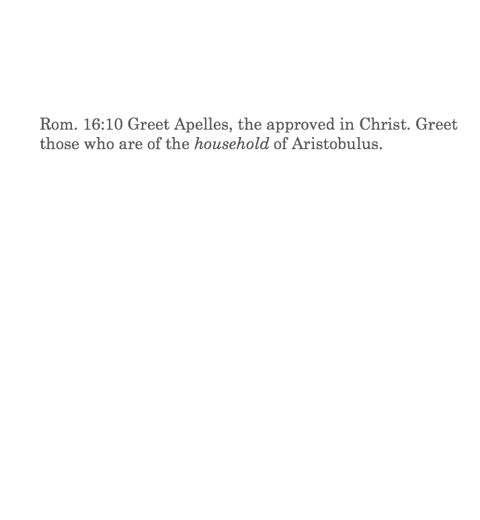 Rom. 16:10 Greet Apelles, the approved in Christ. Greet
those who are of the household of Aristobulus.